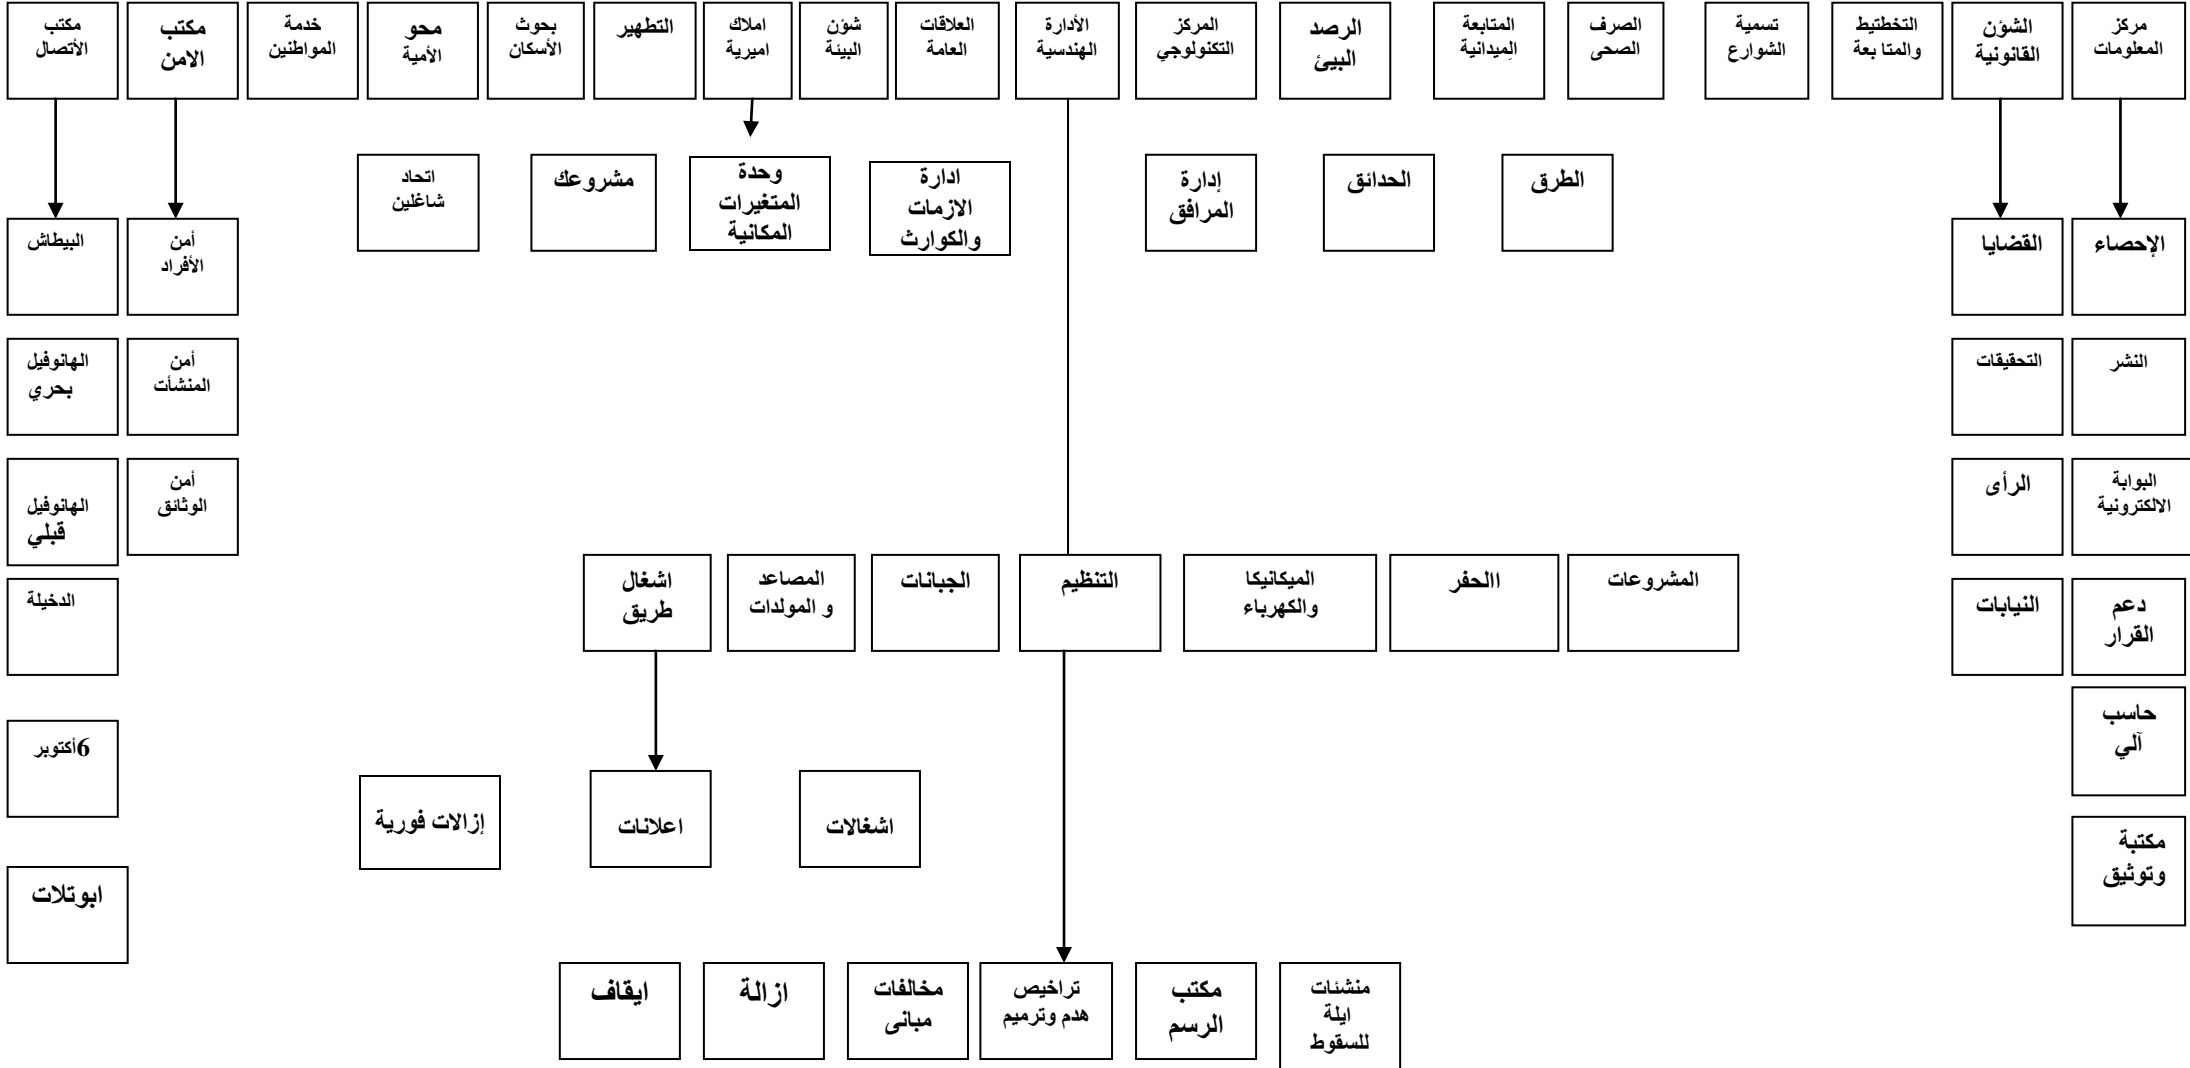 مركز
المعلومات
الشؤن
القانونية
التخطتيط
والمتا بعة
تسمية
الشوارع
الصرف
الصحى
المتابعة
الميدانية
الرصد
البيئ
المركز
التكنولوجي
الأدارة
الهندسية
العلاقات
العامة
شؤن
البيئة
املاك
اميرية
التطهير
بحوث
الأسكان
محو
الأمية
خدمة
المواطنين
مكتب
الامن
مكتب
الأتصال
الطرق
الحدائق
إدارة
المرافق
ادارة
الازمات
والكوارث
وحدة
المتغيرات
المكانية
مشروعك
اتحاد
شاغلين
الإحصاء
القضايا
أمن
الأفراد
البيطاش
النشر
التحقيقات
أمن
المنشأت
الهانوفيل
بحري
البوابة
الالكترونية
الرأى
أمن
الوثائق
الهانوفيل
قبلي
المشروعات
االحفر
الميكانيكا
والكهرباء
التنظيم
الجبانات
المصاعد
و المولدات
اشغال
طريق
دعم
القرار
النيابات
الدخيلة
حاسب
آلي
6أكتوبر
اشغالات
اعلانات
إزالات فورية
مكتبة
وتوثيق
ابوتلات
منشئات
ايلة
للسقوط
مكتب
الرسم
تراخيص
هدم وترميم
مخالفات
مبانى
ازالة
ايقاف